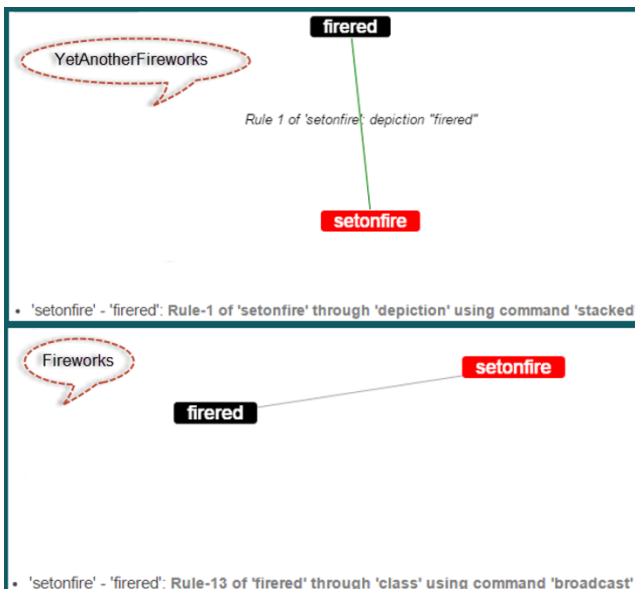 firered
YetAnotherFireworks
Rule 1 of 'setonfire': depiction "firered"
setonfire
• 'setonfire' - 'firered': Rule-1 of 'setonfire' through 'depiction' using command 'stacked'
Fireworks
setonfire
firered
• 'setonfire' - 'firered': Rule-13 of 'firered' through 'class' using command 'broadcast'